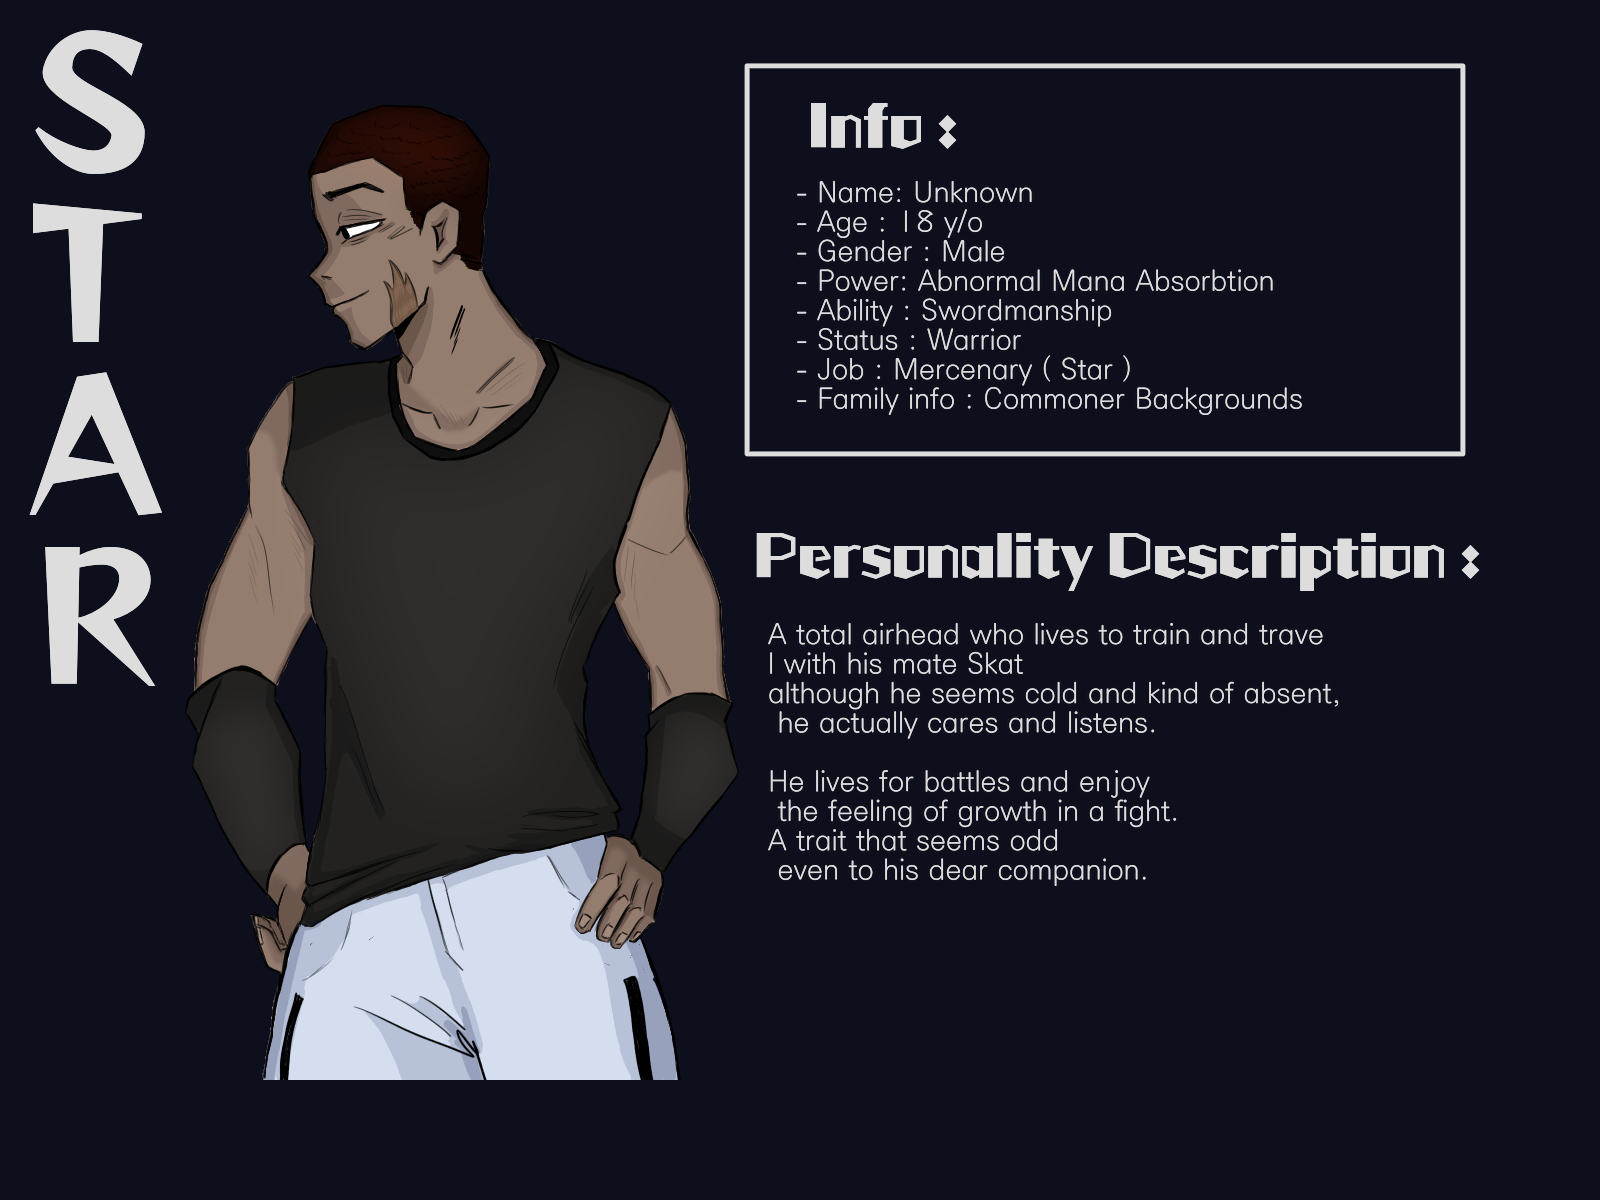 STAR
Info :
- Name: Unknown
- Age : 18 y/o
- Gender : Male
- Power: Abnormal Mana Absorbtion
- Ability : Swordmanship
- Status : Warrior
- Job : Mercenary ( Star )
- Family info : Commoner Backgrounds
Personality Description :
A total airhead who lives to train and trave
l with his mate Skat
although he seems cold and kind of absent,
he actually cares and listens.
He lives for battles and enjoy
the feeling of growth in a fight.
A trait that seems odd
even to his dear companion.